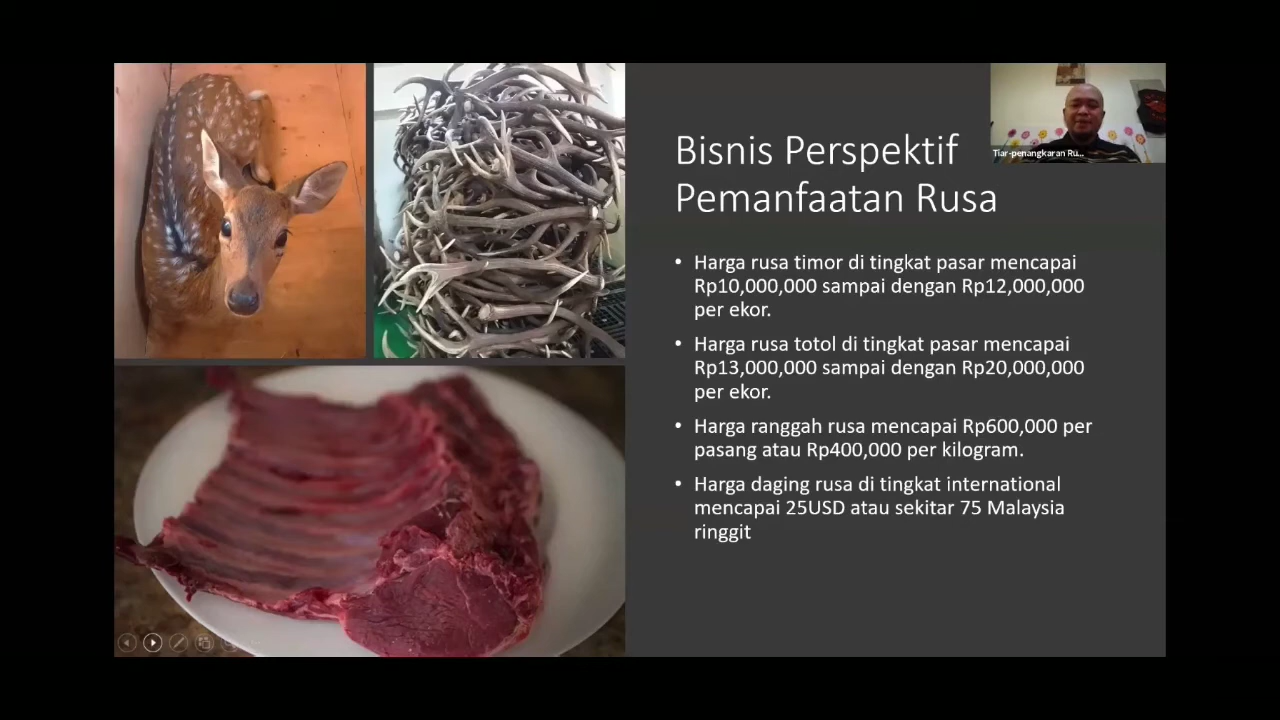 Bisnis Perspektif
Pemanfaatan Rusa
Tiar-penangkaran Ru...
• Harga rusa timor di tingkat pasar mencapai
Rp10,000,000 sampai dengan Rp12,000,000
per ekor.
• Harga rusa totol di tingkat pasar mencapai
Rp13,000,000 sampai dengan Rp20,000,000
per ekor.
• Harga ranggah rusa mencapai Rp600,000 per
pasang atau Rp400,000 per kilogram.
• Harga daging rusa di tingkat international
mencapai 25USD atau sekitar 75 Malaysia
ringgit